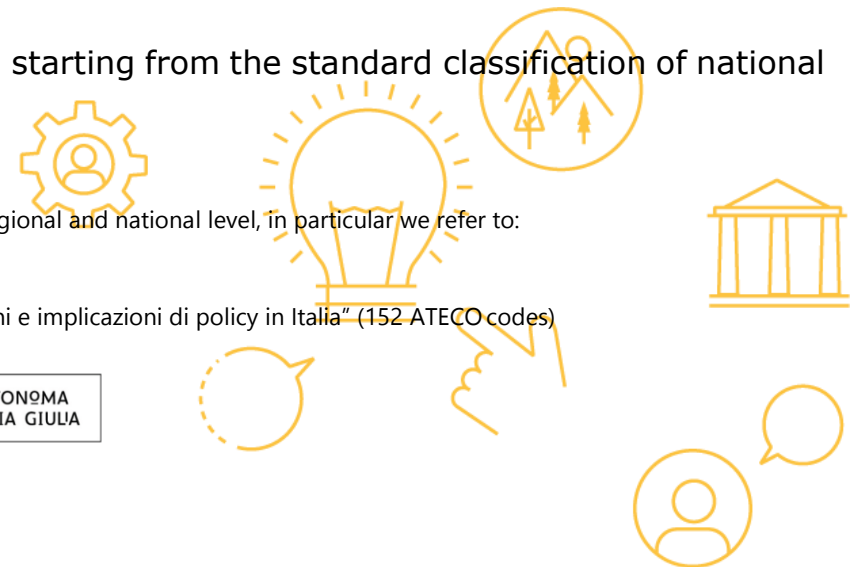 starting from the standard classification of national
gional and national level, in particular we refer to:
ni e implicazioni di policy in Italia" (152 ATECO codes)
TONOMA
IA GIULIA